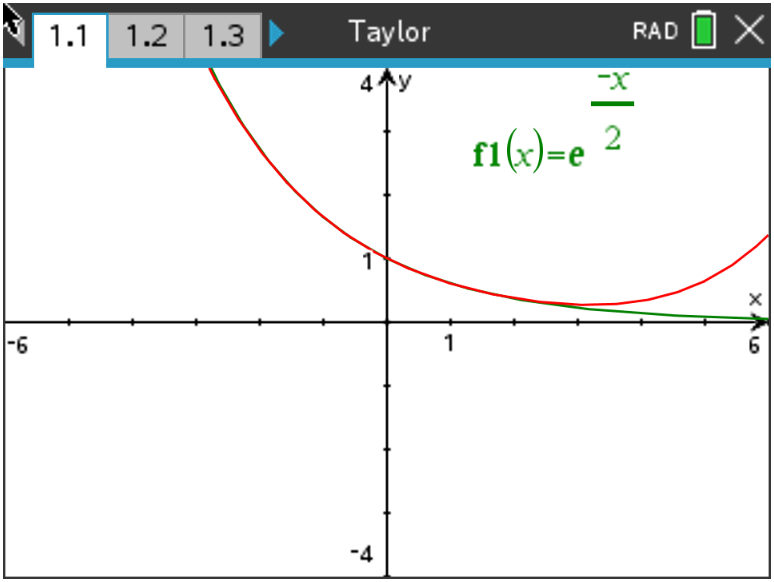 1.1 1.2 1.3 Taylor RAD
4 y
f1(x)=e^(-x/2)
1
x
-6 1 6
-4